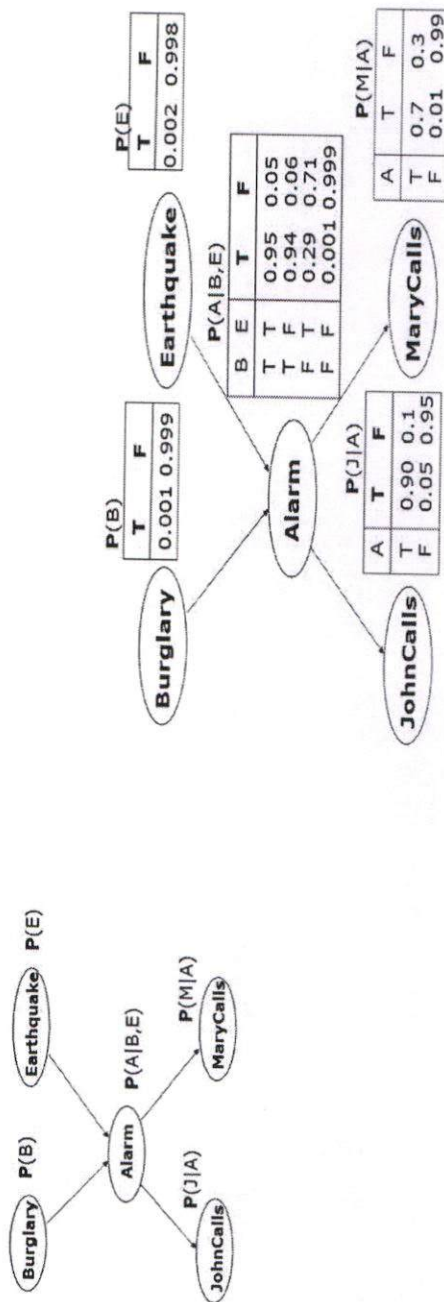 Burglary
P(B)
Earthquake
P(E)
Alarm
P(A|B,E)
JohnCalls
P(J|A)
MaryCalls
P(M|A)
Burglary
P(B)
T F
0.001 0.999
Earthquake
P(E)
T F
0.002 0.998
Alarm
P(A|B,E)
B E T F
T T 0.95 0.05
T F 0.94 0.06
F T 0.29 0.71
F F 0.001 0.999
JohnCalls
P(J|A)
A T F
T 0.90 0.1
F 0.05 0.95
MaryCalls
P(M|A)
A T F
T 0.7 0.3
F 0.01 0.99